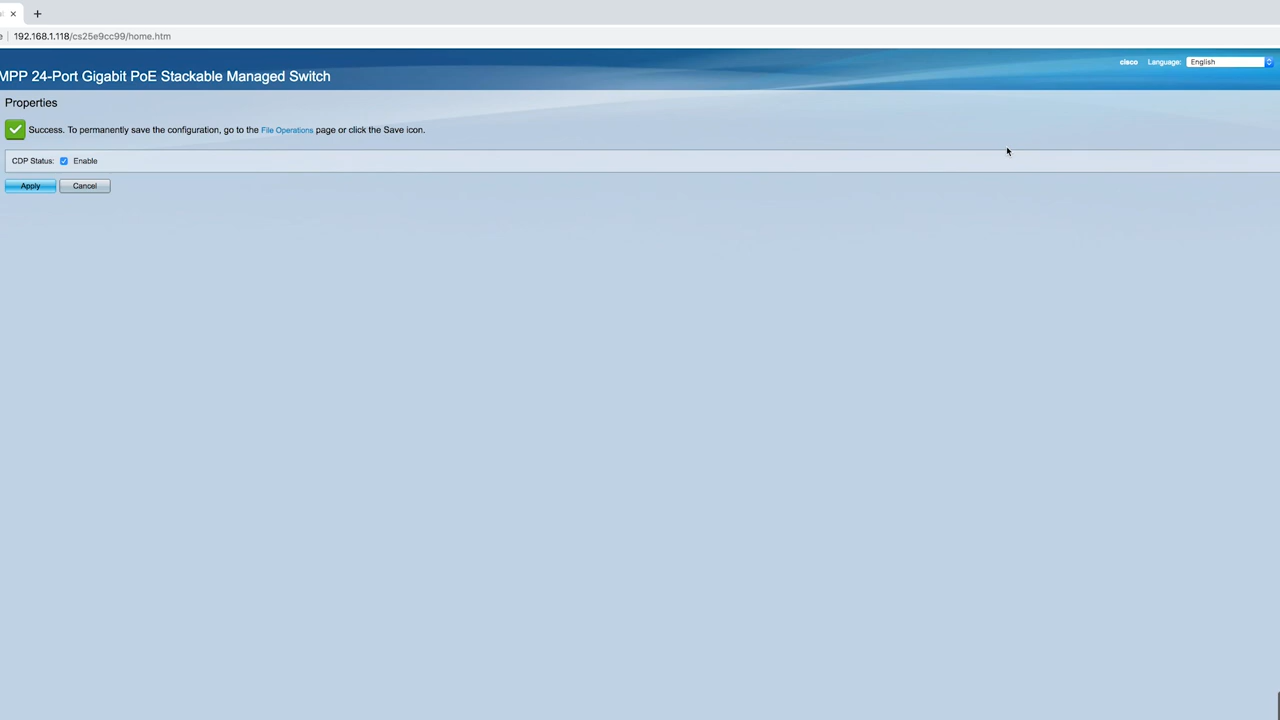 192.168.1.118/cs25e9cc99/home.htm
MPP 24-Port Gigabit PoE Stackable Managed Switch
cisco Language: English
Properties
Success. To permanently save the configuration, go to the File Operations page or click the Save icon.
CDP Status: Enable
Apply Cancel